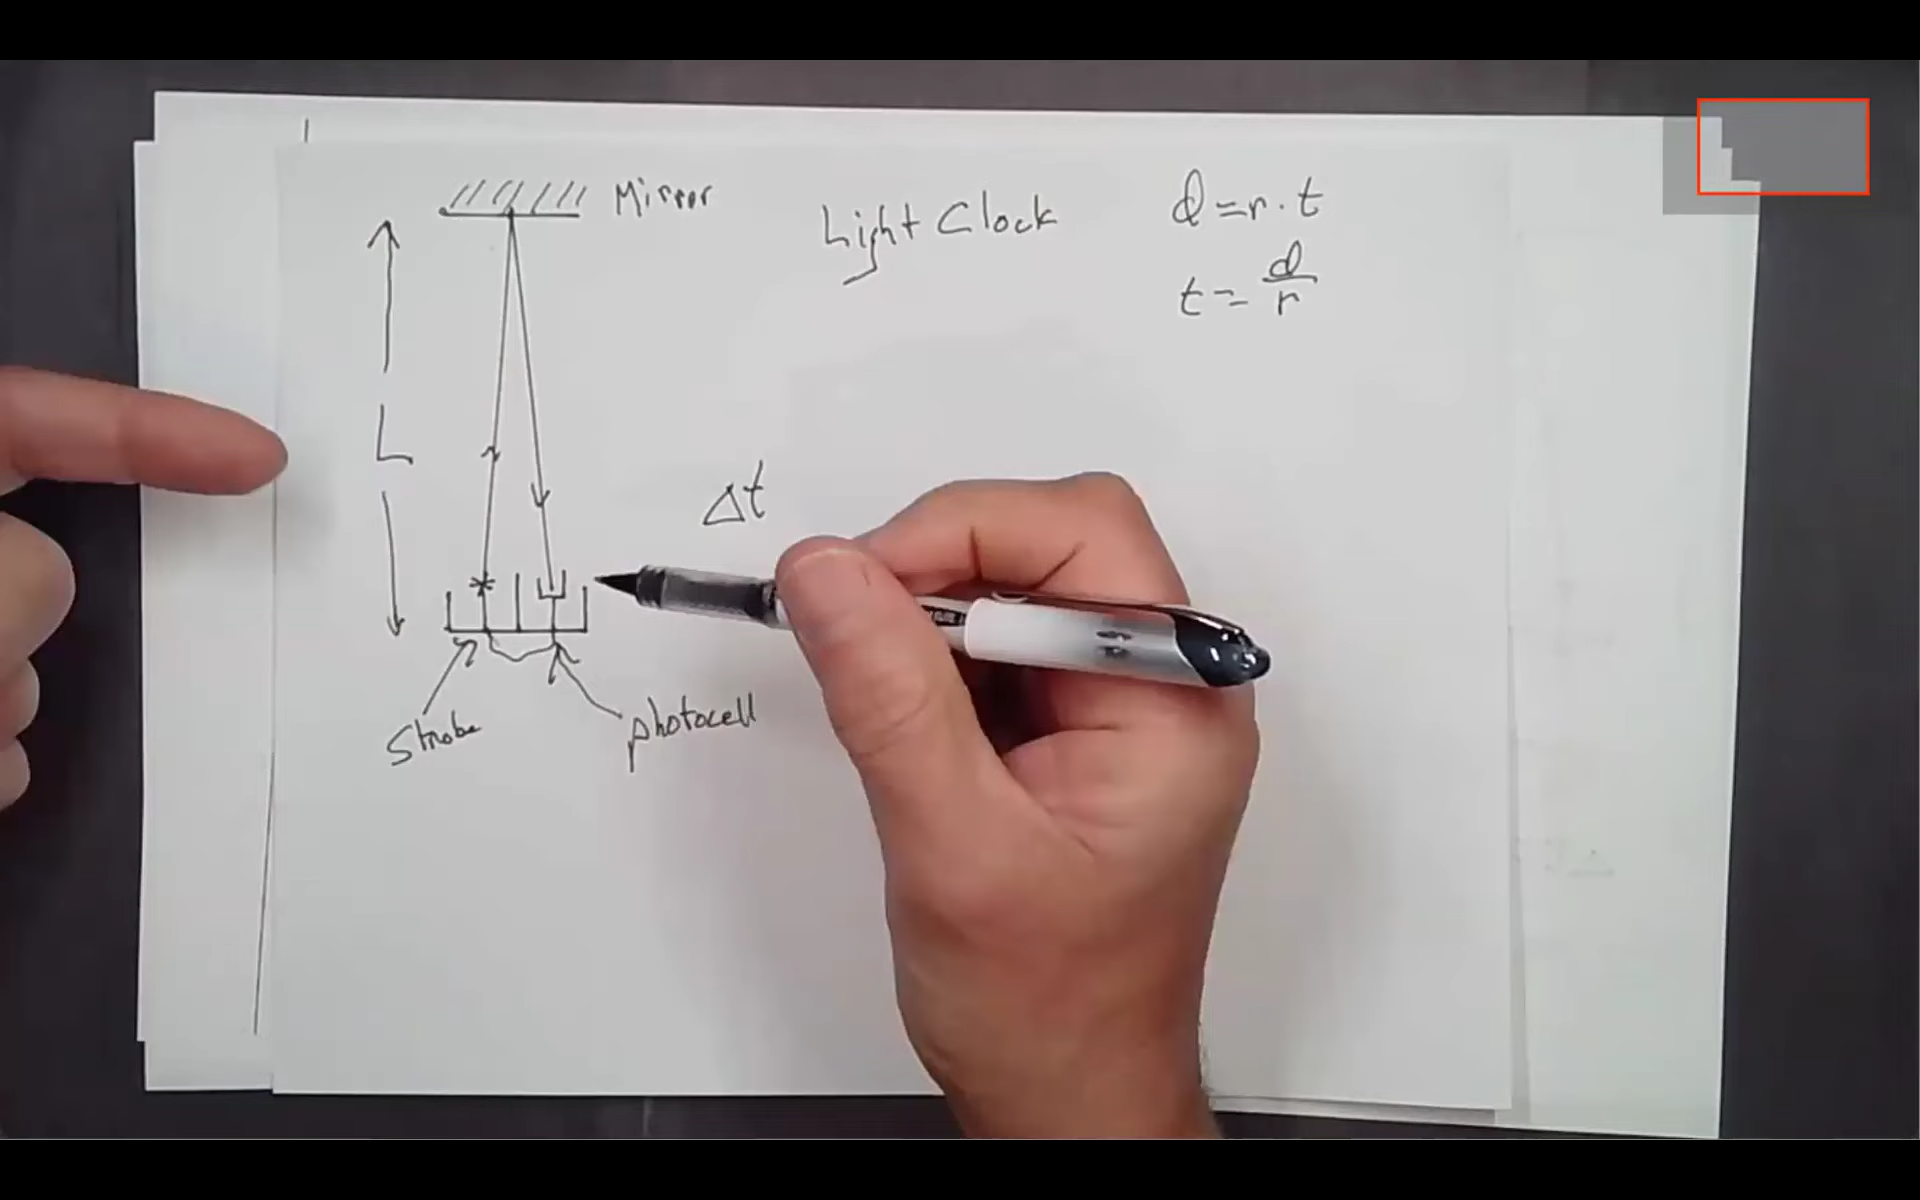 Mirror
Light Clock
d = r · t
t = d/r
L
Δt
Strobe
photocell